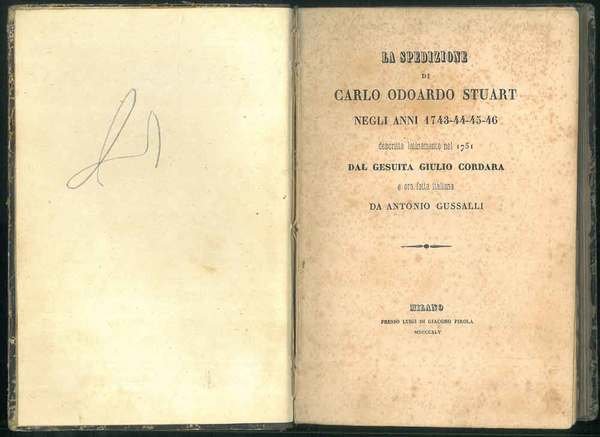 LA SPEDIZIONE
DI
CARLO ODOARDO STUART
NEGLI ANNI 1743-44-45-46
descritta latinamente nel 1751
DAL GESUITA GIULIO CORDARA
e ora fatta italiana
DA ANTONIO GUSSALLI
MILANO
PRESSO LUIGI DI GIACOMO PIROLA
MDCCCXLV